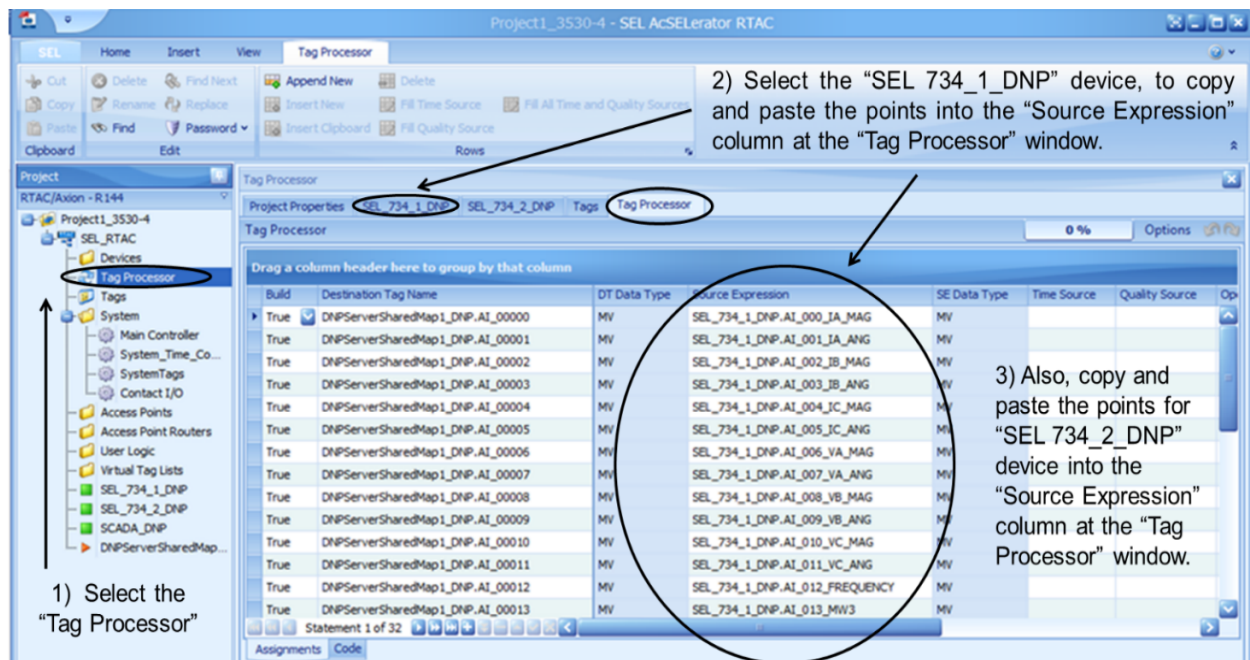 Project1_3530-4 - SEL AcSELerator RTAC
SEL Home Insert View Tag Processor
Cut Delete Find Next Append New Delete
Copy Rename Replace Insert New Fill Time Source Fill All Time and Quality Sources
Paste Find Password Insert Clipboard Fill Quality Source
Clipboard Edit Rows
2) Select the “SEL 734_1_DNP” device, to copy
and paste the points into the “Source Expression”
column at the “Tag Processor” window.
Project
RTAC/Axion - R144
Project1_3530-4
SEL_RTAC
Devices
Tag Processor
Tags
System
Main Controller
System_Time_Co...
SystemTags
Contact I/O
Access Points
Access Point Routers
User Logic
Virtual Tag Lists
SEL_734_1_DNP
SEL_734_2_DNP
SCADA_DNP
DNPServerSharedMap...
1) Select the
“Tag Processor”
Tag Processor
Project Properties SEL_734_1_DNP SEL_734_2_DNP Tags Tag Processor
Tag Processor 0 % Options
Drag a column header here to group by that column
Build Destination Tag Name DT Data Type Source Expression SE Data Type Time Source Quality Source Op
True DNPServerSharedMap1_DNP.AI_00000 MV SEL_734_1_DNP.AI_000_IA_MAG MV
True DNPServerSharedMap1_DNP.AI_00001 MV SEL_734_1_DNP.AI_001_IA_ANG MV
True DNPServerSharedMap1_DNP.AI_00002 MV SEL_734_1_DNP.AI_002_IB_MAG MV
True DNPServerSharedMap1_DNP.AI_00003 MV SEL_734_1_DNP.AI_003_IB_ANG MV
True DNPServerSharedMap1_DNP.AI_00004 MV SEL_734_1_DNP.AI_004_IC_MAG MV
True DNPServerSharedMap1_DNP.AI_00005 MV SEL_734_1_DNP.AI_005_IC_ANG MV
True DNPServerSharedMap1_DNP.AI_00006 MV SEL_734_1_DNP.AI_006_VA_MAG MV
True DNPServerSharedMap1_DNP.AI_00007 MV SEL_734_1_DNP.AI_007_VA_ANG MV
True DNPServerSharedMap1_DNP.AI_00008 MV SEL_734_1_DNP.AI_008_VB_MAG MV
True DNPServerSharedMap1_DNP.AI_00009 MV SEL_734_1_DNP.AI_009_VB_ANG MV
True DNPServerSharedMap1_DNP.AI_00010 MV SEL_734_1_DNP.AI_010_VC_MAG MV
True DNPServerSharedMap1_DNP.AI_00011 MV SEL_734_1_DNP.AI_011_VC_ANG MV
True DNPServerSharedMap1_DNP.AI_00012 MV SEL_734_1_DNP.AI_012_FREQUENCY MV
True DNPServerSharedMap1_DNP.AI_00013 MV SEL_734_1_DNP.AI_013_MW3 MV
3) Also, copy and
paste the points for
“SEL 734_2_DNP”
device into the
“Source Expression”
column at the “Tag
Processor” window.
Statement 1 of 32
Assignments Code